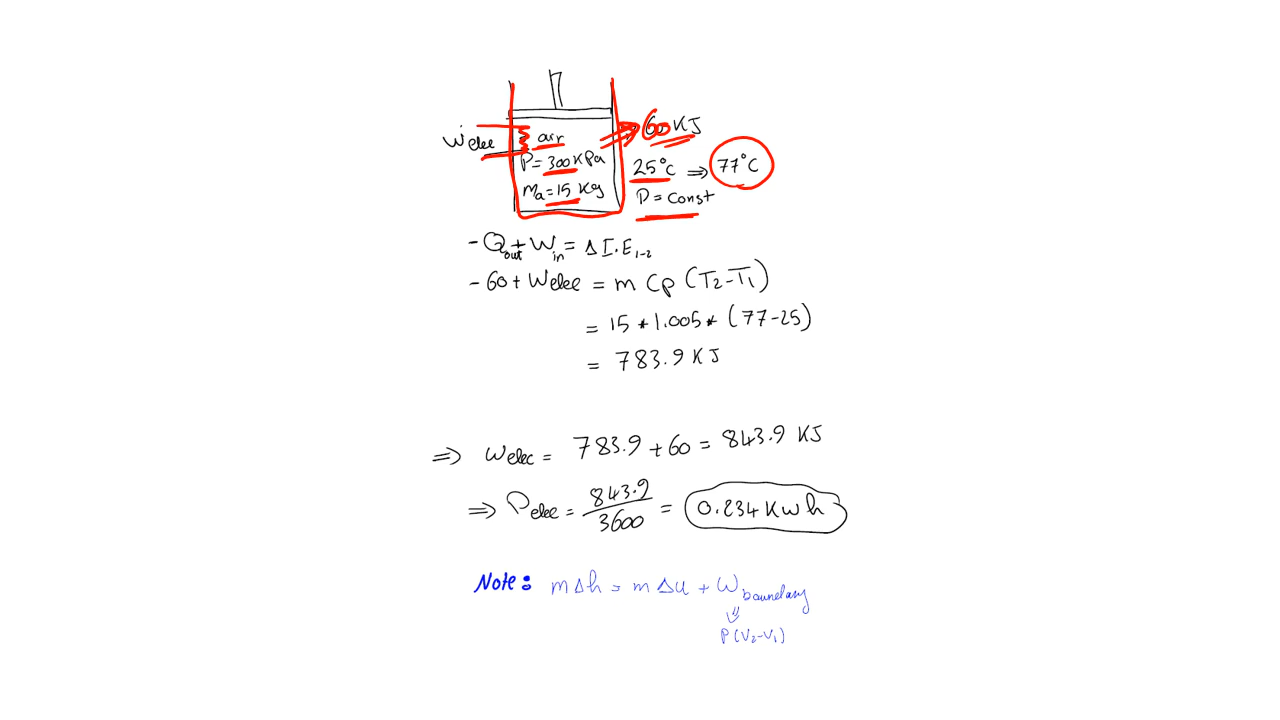 Ẇelec
air
P = 300 KPa
ma = 15 Kg
60 KJ
25°C ⇒ 77°C
P = Const
- Qout + Win = Δ I.E1-2
- 60 + Welec = m Cp (T2 - T1)
= 15 * 1.005 * (77 - 25)
= 783.9 KJ
⇒ Welec = 783.9 + 60 = 843.9 KJ
⇒ Pelec = 843.9 / 3600 = 0.234 Kwh
Note: mΔh = mΔu + Wboundary
P(V2-V1)